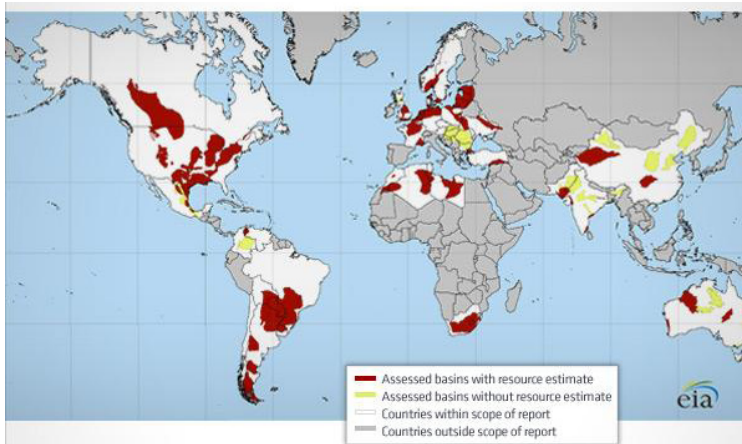 Assessed basins with resource estimate
Assessed basins without resource estimate
Countries within scope of report
Countries outside scope of report
eia